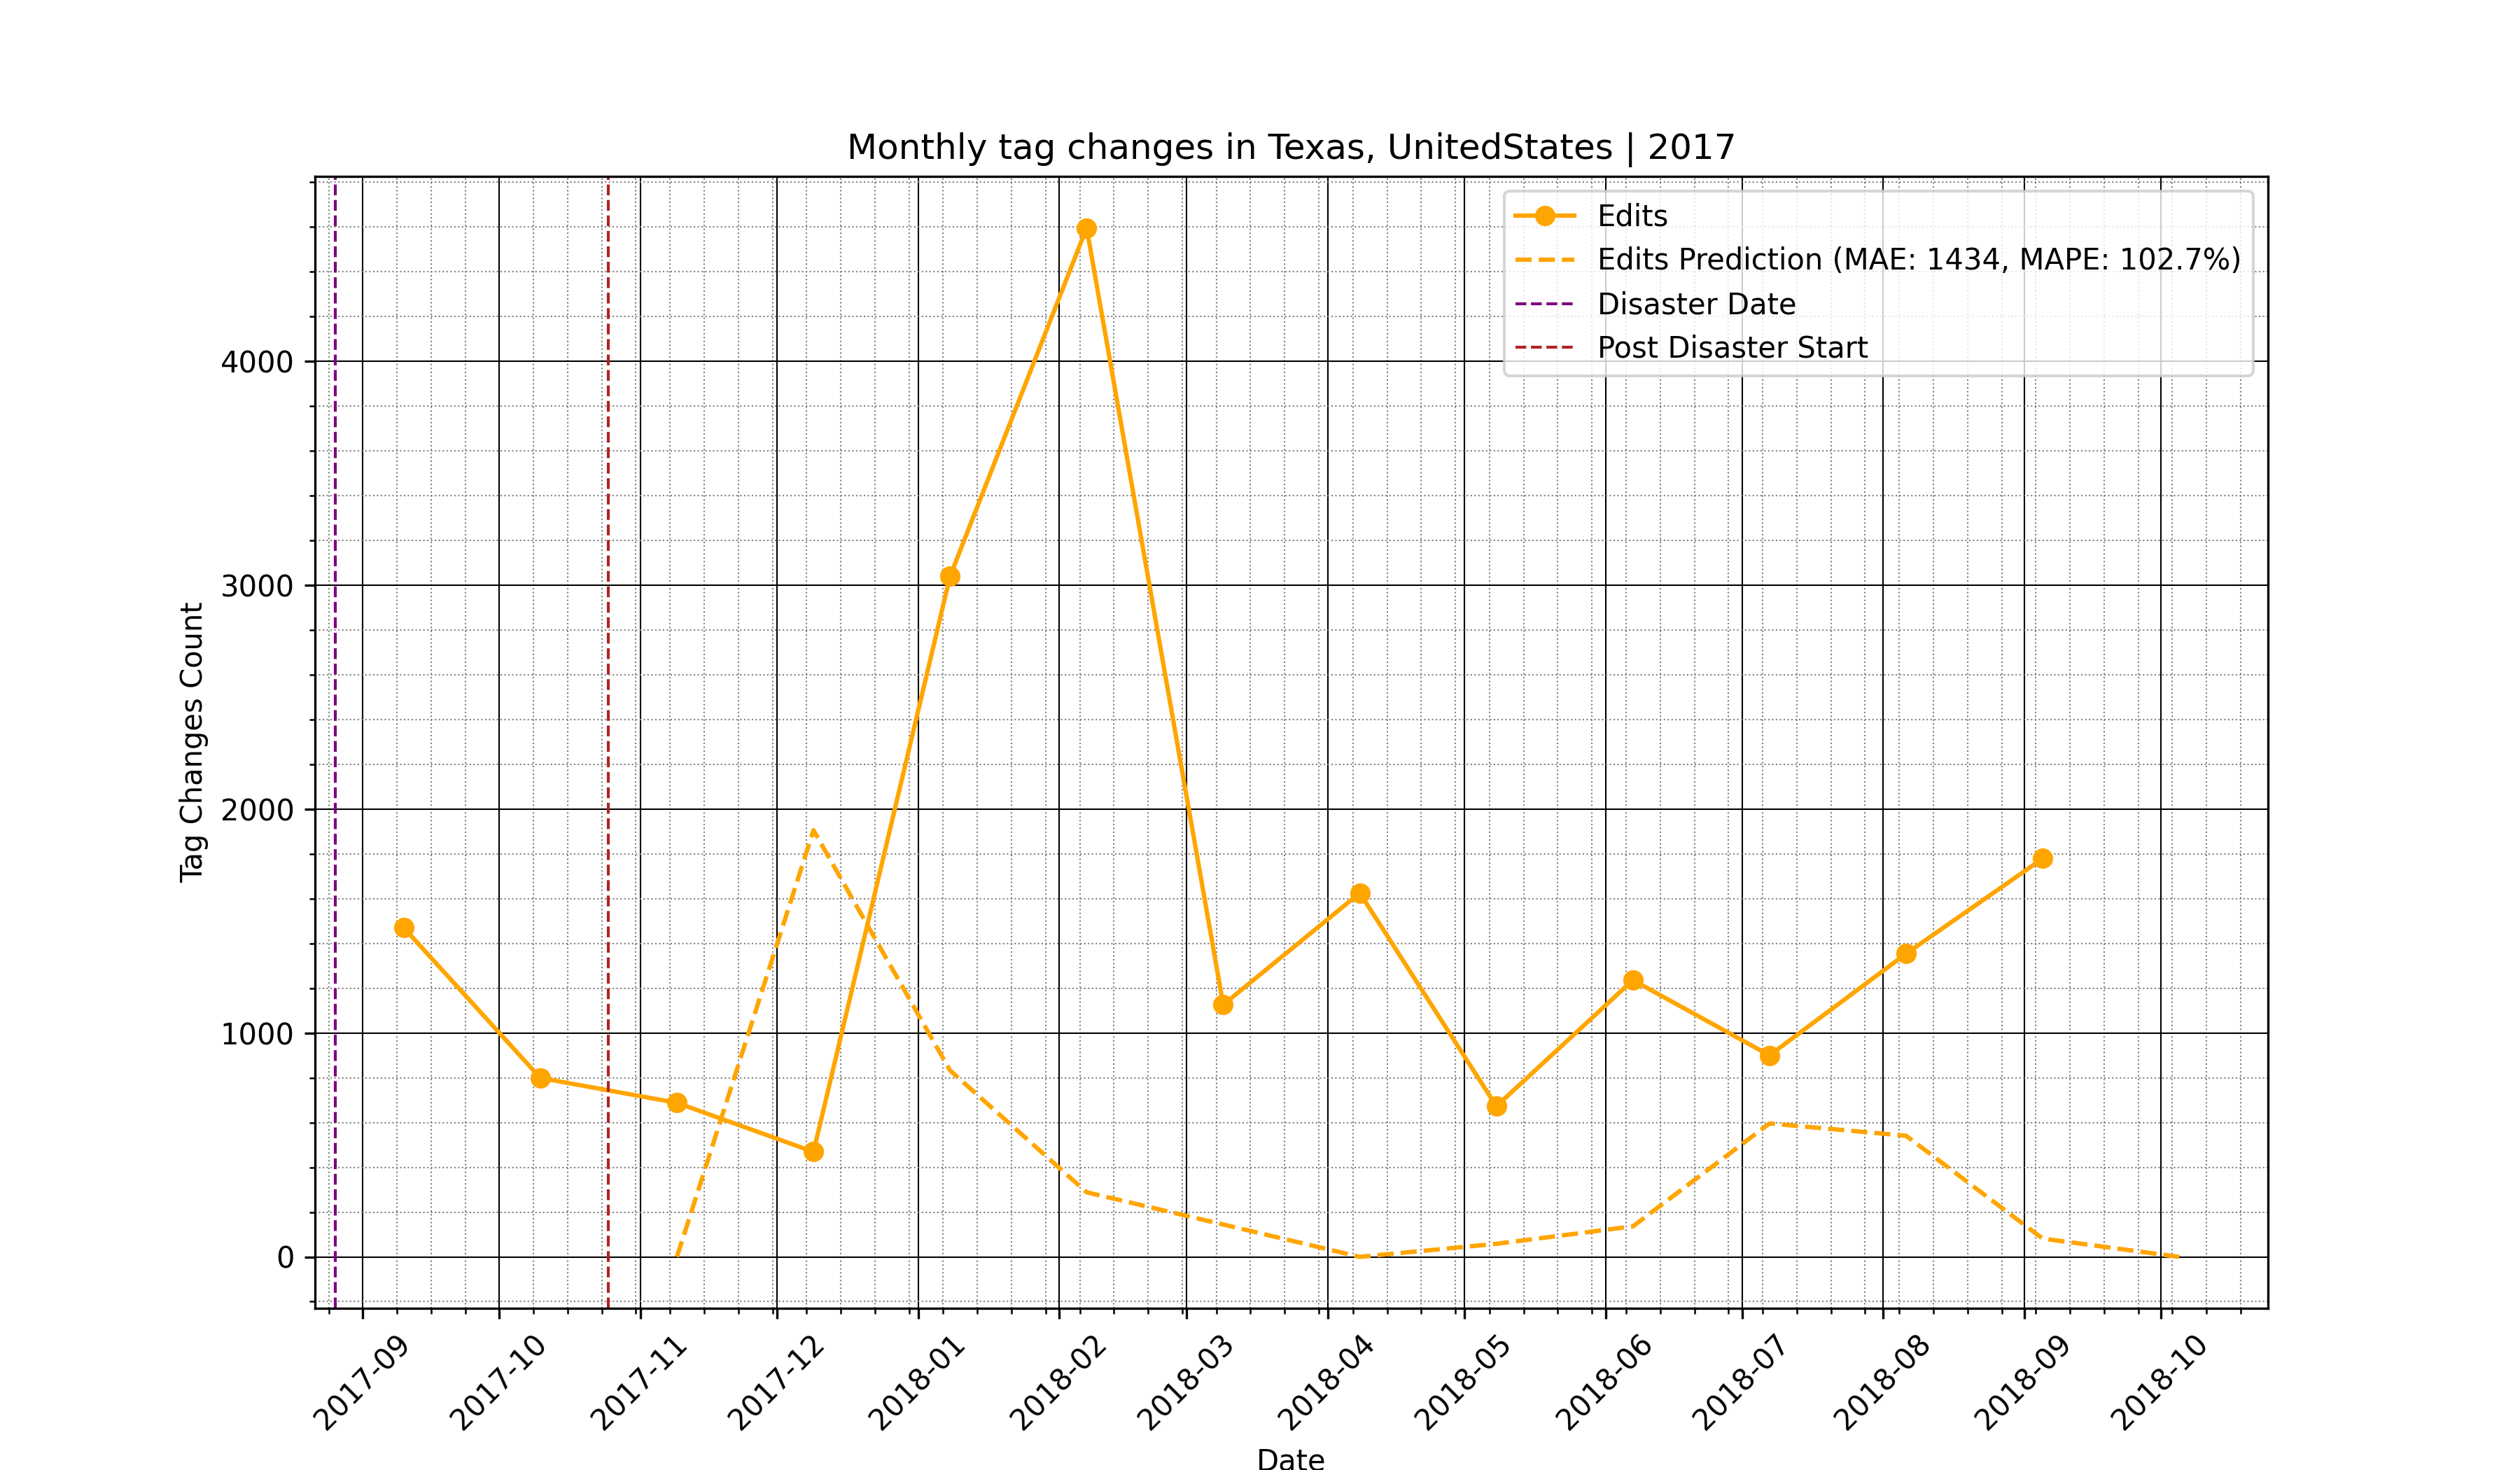 Monthly tag changes in Texas, UnitedStates | 2017
Edits
Edits Prediction (MAE: 1434, MAPE: 102.7%)
Disaster Date
Post Disaster Start
Tag Changes Count
4000
3000
2000
1000
0
2017-09
2017-10
2017-11
2017-12
2018-01
2018-02
2018-03
2018-04
2018-05
2018-06
2018-07
2018-08
2018-09
2018-10
Date